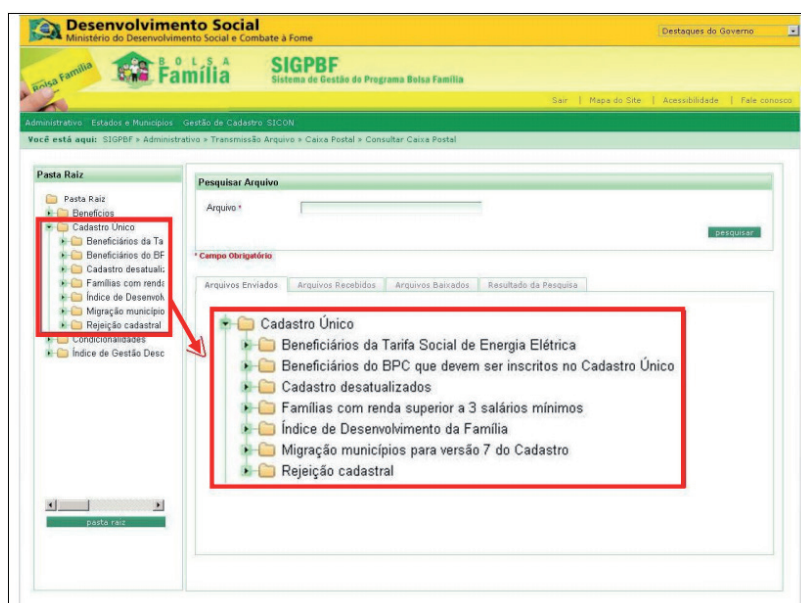 Desenvolvimento Social
Ministério do Desenvolvimento Social e Combate à Fome
Destaques do Governo
Bolsa Família
BOLSA
Família
SIGPBF
Sistema de Gestão do Programa Bolsa Família
Sair | Mapa do Site | Acessibilidade | Fale conosco
Administrativo Estados e Municípios Gestão de Cadastro SICON
Você está aqui: SIGPBF » Administrativo » Transmissão Arquivo » Caixa Postal » Consultar Caixa Postal
Pasta Raiz
Pasta Raiz
Benefícios
Cadastro Único
Beneficiários da Ta
Beneficiários do BF
Cadastro desatualiz
Famílias com renda
Índice de Desenvolv
Migração município
Rejeição cadastral
Condicionalidades
Índice de Gestão Desc
pasta raiz
Pesquisar Arquivo
Arquivo *
pesquisar
* Campo Obrigatório
Arquivos Enviados Arquivos Recebidos Arquivos Baixados Resultado da Pesquisa
Cadastro Único
Beneficiários da Tarifa Social de Energia Elétrica
Beneficiários do BPC que devem ser inscritos no Cadastro Único
Cadastro desatualizados
Famílias com renda superior a 3 salários mínimos
Índice de Desenvolvimento da Família
Migração municípios para versão 7 do Cadastro
Rejeição cadastral